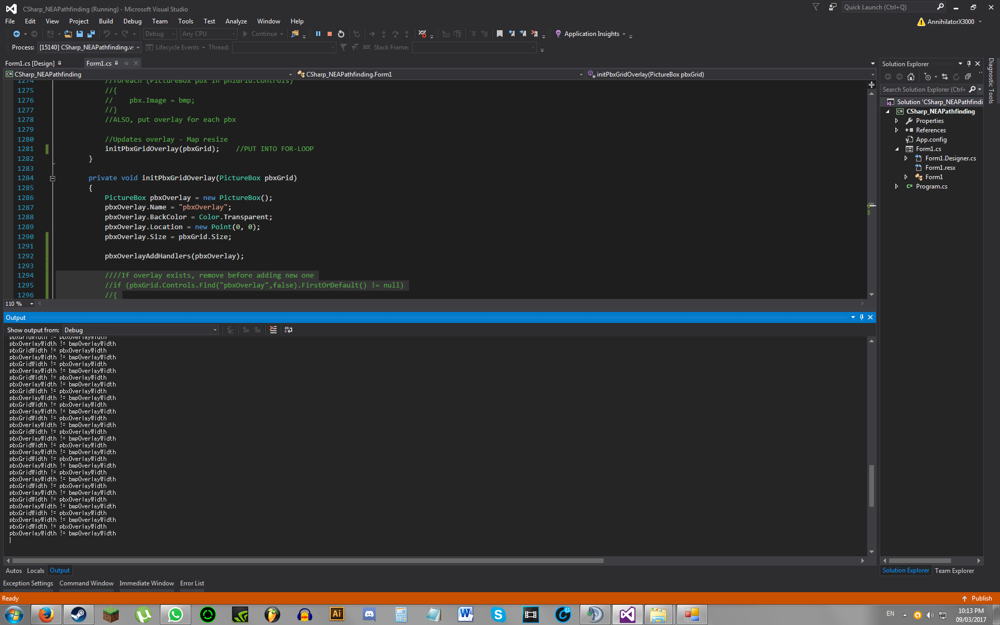 CSharp_NEAPathfinding (Running) - Microsoft Visual Studio
Quick Launch (Ctrl+Q)
File Edit View Project Build Debug Team Tools Test Analyze Window Help
AnnihilatorX3000
Debug Any CPU Continue Application Insights
Process: [15140] CSharp_NEAPathfinding.vs Lifecycle Events Thread: Stack Frame:
Form1.cs [Design] Form1.cs
CSharp_NEAPathfinding CSharp_NEAPathfinding.Form1 initPbxGridOverlay(PictureBox pbxGrid)
1274 //foreach (PictureBox pbx in pnlGrid.Controls)
1275 //{
1276 //    pbx.Image = bmp;
1277 //}
1278 //ALSO, put overlay for each pbx
1279
1280 //Updates overlay - Map resize
1281 initPbxGridOverlay(pbxGrid);    //PUT INTO FOR-LOOP
1282 }
1283
1284 private void initPbxGridOverlay(PictureBox pbxGrid)
1285 {
1286 PictureBox pbxOverlay = new PictureBox();
1287 pbxOverlay.Name = "pbxOverlay";
1288 pbxOverlay.BackColor = Color.Transparent;
1289 pbxOverlay.Location = new Point(0, 0);
1290 pbxOverlay.Size = pbxGrid.Size;
1291
1292 pbxOverlayAddHandlers(pbxOverlay);
1293
1294 ////If overlay exists, remove before adding new one
1295 //if (pbxGrid.Controls.Find("pbxOverlay",false).FirstOrDefault() != null)
1296 //{
110 %
Output
Show output from: Debug
pbxGridWidth != pbxOverlayWidth
pbxOverlayWidth != bmpOverlayWidth
pbxGridWidth != pbxOverlayWidth
pbxOverlayWidth != bmpOverlayWidth
pbxGridWidth != pbxOverlayWidth
pbxOverlayWidth != bmpOverlayWidth
pbxGridWidth != pbxOverlayWidth
pbxOverlayWidth != bmpOverlayWidth
pbxGridWidth != pbxOverlayWidth
pbxOverlayWidth != bmpOverlayWidth
pbxGridWidth != pbxOverlayWidth
pbxOverlayWidth != bmpOverlayWidth
pbxGridWidth != pbxOverlayWidth
pbxOverlayWidth != bmpOverlayWidth
pbxGridWidth != pbxOverlayWidth
pbxOverlayWidth != bmpOverlayWidth
pbxGridWidth != pbxOverlayWidth
pbxOverlayWidth != bmpOverlayWidth
pbxGridWidth != pbxOverlayWidth
pbxOverlayWidth != bmpOverlayWidth
pbxGridWidth != pbxOverlayWidth
pbxOverlayWidth != bmpOverlayWidth
pbxGridWidth != pbxOverlayWidth
pbxOverlayWidth != bmpOverlayWidth
pbxGridWidth != pbxOverlayWidth
pbxOverlayWidth != bmpOverlayWidth
pbxGridWidth != pbxOverlayWidth
pbxOverlayWidth != bmpOverlayWidth
pbxGridWidth != pbxOverlayWidth
pbxOverlayWidth != bmpOverlayWidth
Autos Locals Output
Exception Settings Command Window Immediate Window Error List
Solution Explorer
Search Solution Explorer (Ctrl+
Solution 'CSharp_NEAPathfindi
CSharp_NEAPathfinding
Properties
References
App.config
Form1.cs
Form1.Designer.cs
Form1.resx
Form1
Program.cs
Solution Explorer Team Explorer
Diagnostic Tools
Ready
Publish
Ai
EN
10:13 PM
09/03/2017